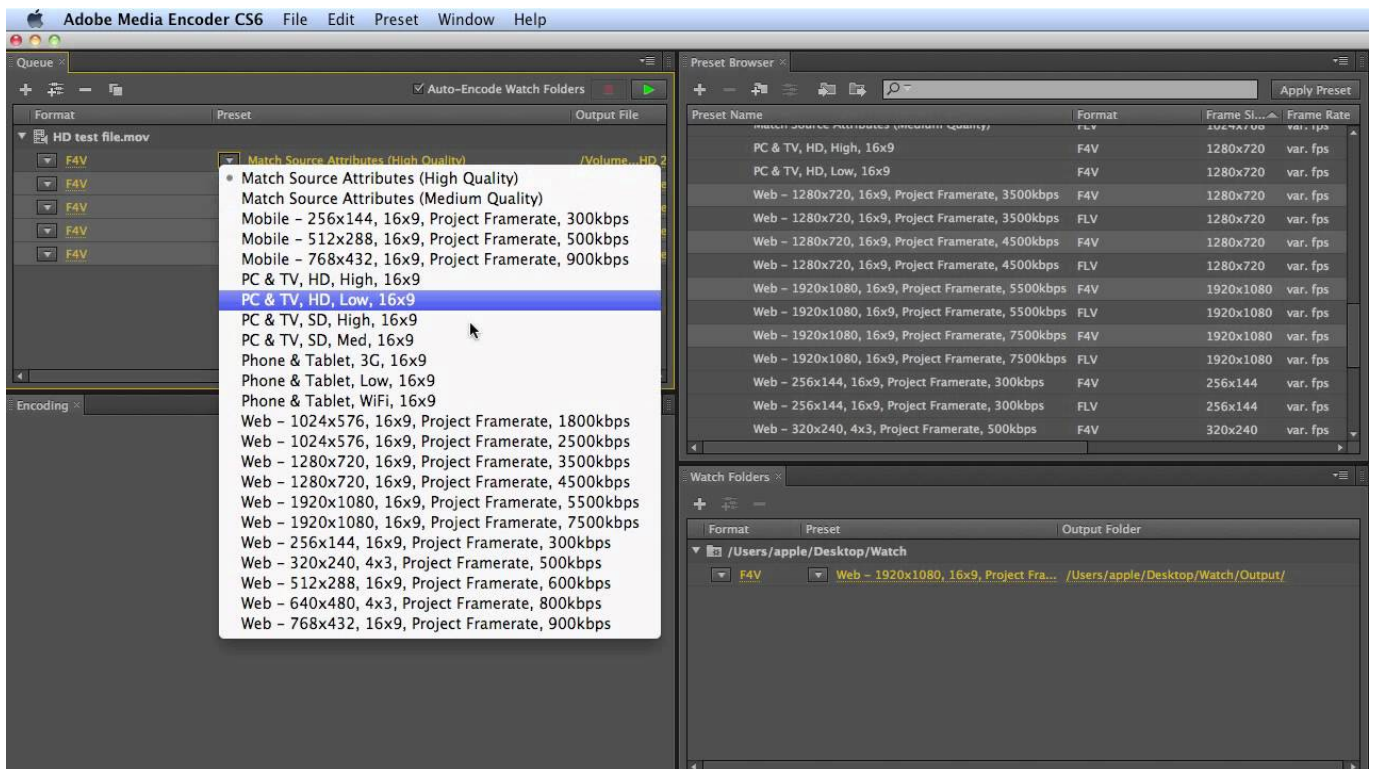 Adobe Media Encoder CS6 File Edit Preset Window Help
Queue
Auto-Encode Watch Folders
Format Preset Output File
HD test file.mov
F4V Match Source Attributes (High Quality) /Volume...HD 2
F4V
F4V
F4V
F4V
Match Source Attributes (High Quality)
Match Source Attributes (Medium Quality)
Mobile – 256x144, 16x9, Project Framerate, 300kbps
Mobile – 512x288, 16x9, Project Framerate, 500kbps
Mobile – 768x432, 16x9, Project Framerate, 900kbps
PC & TV, HD, High, 16x9
PC & TV, HD, Low, 16x9
PC & TV, SD, High, 16x9
PC & TV, SD, Med, 16x9
Phone & Tablet, 3G, 16x9
Phone & Tablet, Low, 16x9
Phone & Tablet, WiFi, 16x9
Web – 1024x576, 16x9, Project Framerate, 1800kbps
Web – 1024x576, 16x9, Project Framerate, 2500kbps
Web – 1280x720, 16x9, Project Framerate, 3500kbps
Web – 1280x720, 16x9, Project Framerate, 4500kbps
Web – 1920x1080, 16x9, Project Framerate, 5500kbps
Web – 1920x1080, 16x9, Project Framerate, 7500kbps
Web – 256x144, 16x9, Project Framerate, 300kbps
Web – 320x240, 4x3, Project Framerate, 500kbps
Web – 512x288, 16x9, Project Framerate, 600kbps
Web – 640x480, 4x3, Project Framerate, 800kbps
Web – 768x432, 16x9, Project Framerate, 900kbps
Encoding
Preset Browser
Apply Preset
Preset Name Format Frame Si... Frame Rate
Match Source Attributes (Medium Quality) FLV 1024x768 var. fps
PC & TV, HD, High, 16x9 F4V 1280x720 var. fps
PC & TV, HD, Low, 16x9 F4V 1280x720 var. fps
Web – 1280x720, 16x9, Project Framerate, 3500kbps F4V 1280x720 var. fps
Web – 1280x720, 16x9, Project Framerate, 3500kbps FLV 1280x720 var. fps
Web – 1280x720, 16x9, Project Framerate, 4500kbps F4V 1280x720 var. fps
Web – 1280x720, 16x9, Project Framerate, 4500kbps FLV 1280x720 var. fps
Web – 1920x1080, 16x9, Project Framerate, 5500kbps F4V 1920x1080 var. fps
Web – 1920x1080, 16x9, Project Framerate, 5500kbps FLV 1920x1080 var. fps
Web – 1920x1080, 16x9, Project Framerate, 7500kbps F4V 1920x1080 var. fps
Web – 1920x1080, 16x9, Project Framerate, 7500kbps FLV 1920x1080 var. fps
Web – 256x144, 16x9, Project Framerate, 300kbps F4V 256x144 var. fps
Web – 256x144, 16x9, Project Framerate, 300kbps FLV 256x144 var. fps
Web – 320x240, 4x3, Project Framerate, 500kbps F4V 320x240 var. fps
Watch Folders
Format Preset Output Folder
/Users/apple/Desktop/Watch
F4V Web – 1920x1080, 16x9, Project Fra... /Users/apple/Desktop/Watch/Output/